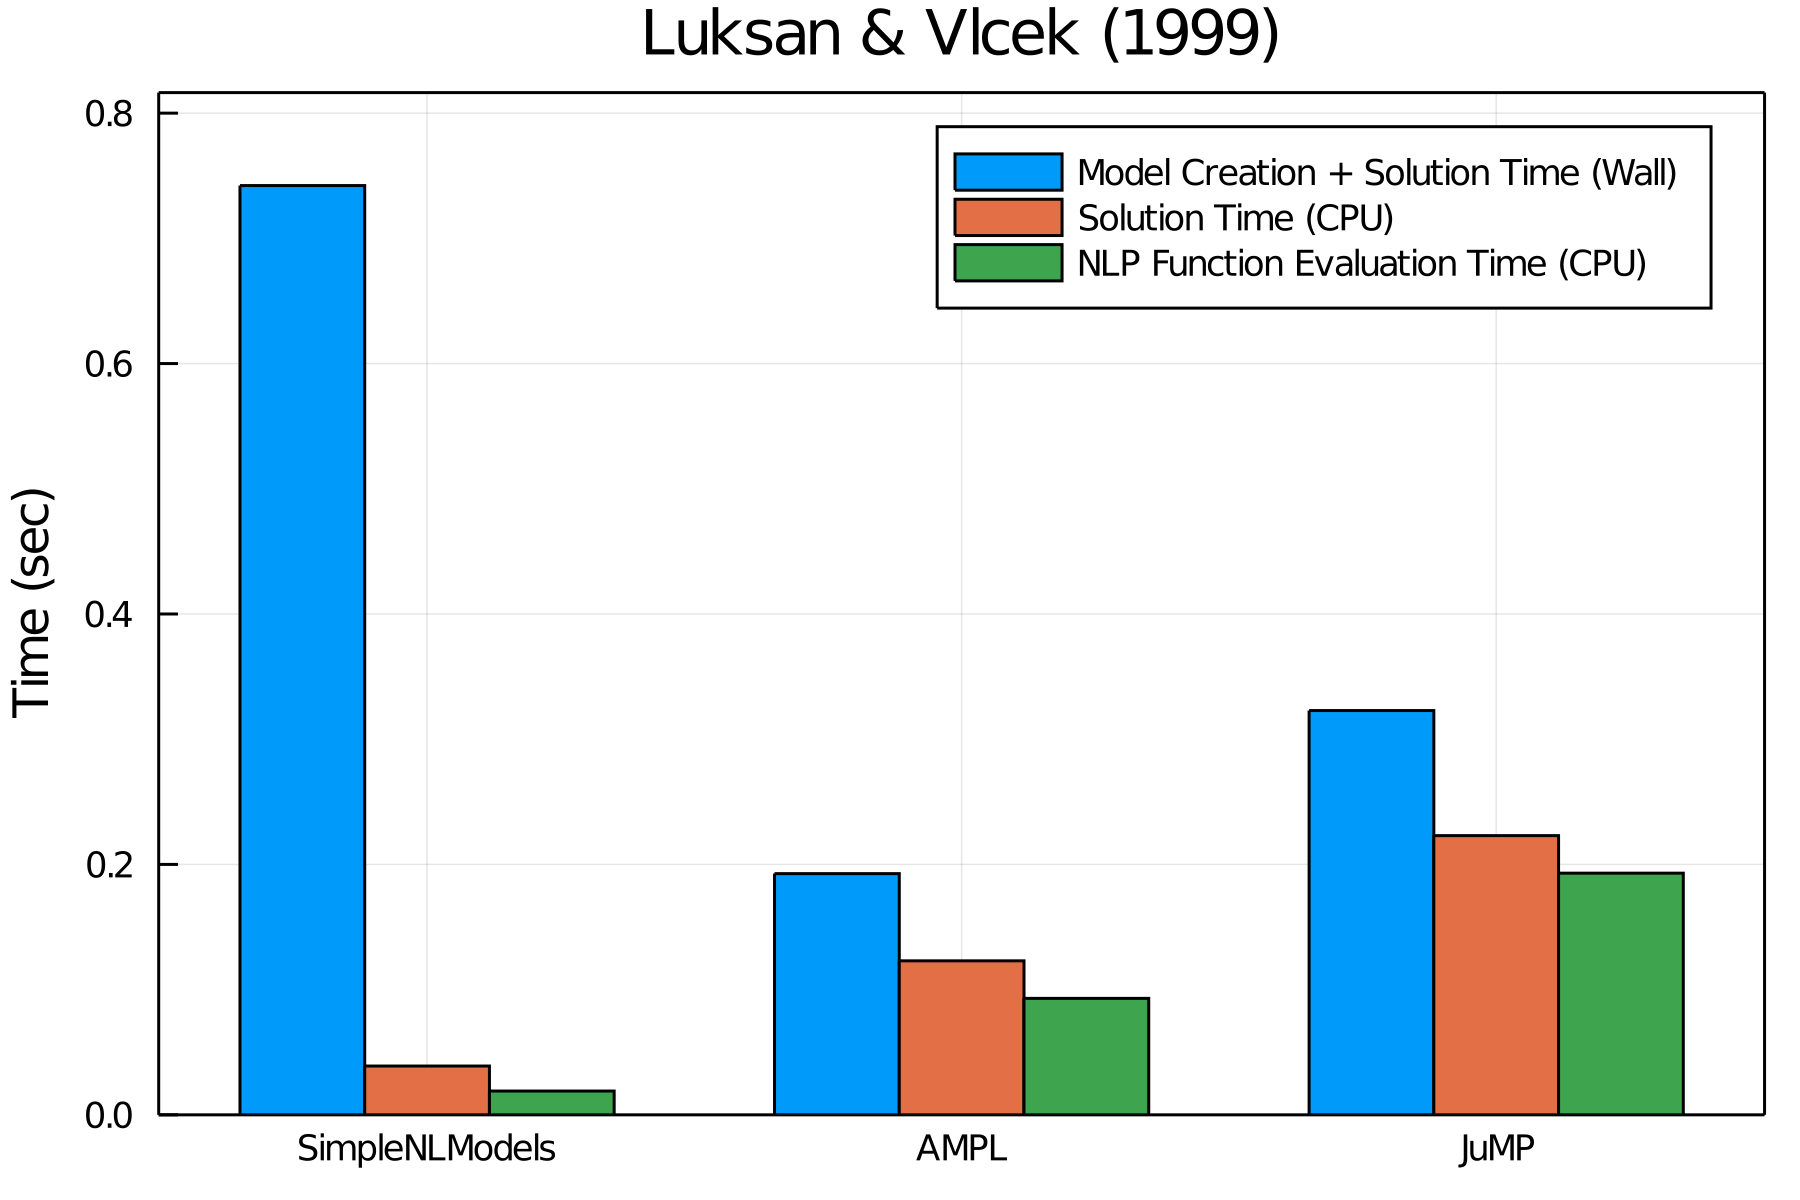 Luksan & Vlcek (1999)
Time (sec)
0.8
0.6
0.4
0.2
0.0
Model Creation + Solution Time (Wall)
Solution Time (CPU)
NLP Function Evaluation Time (CPU)
SimpleNLModels
AMPL
JuMP